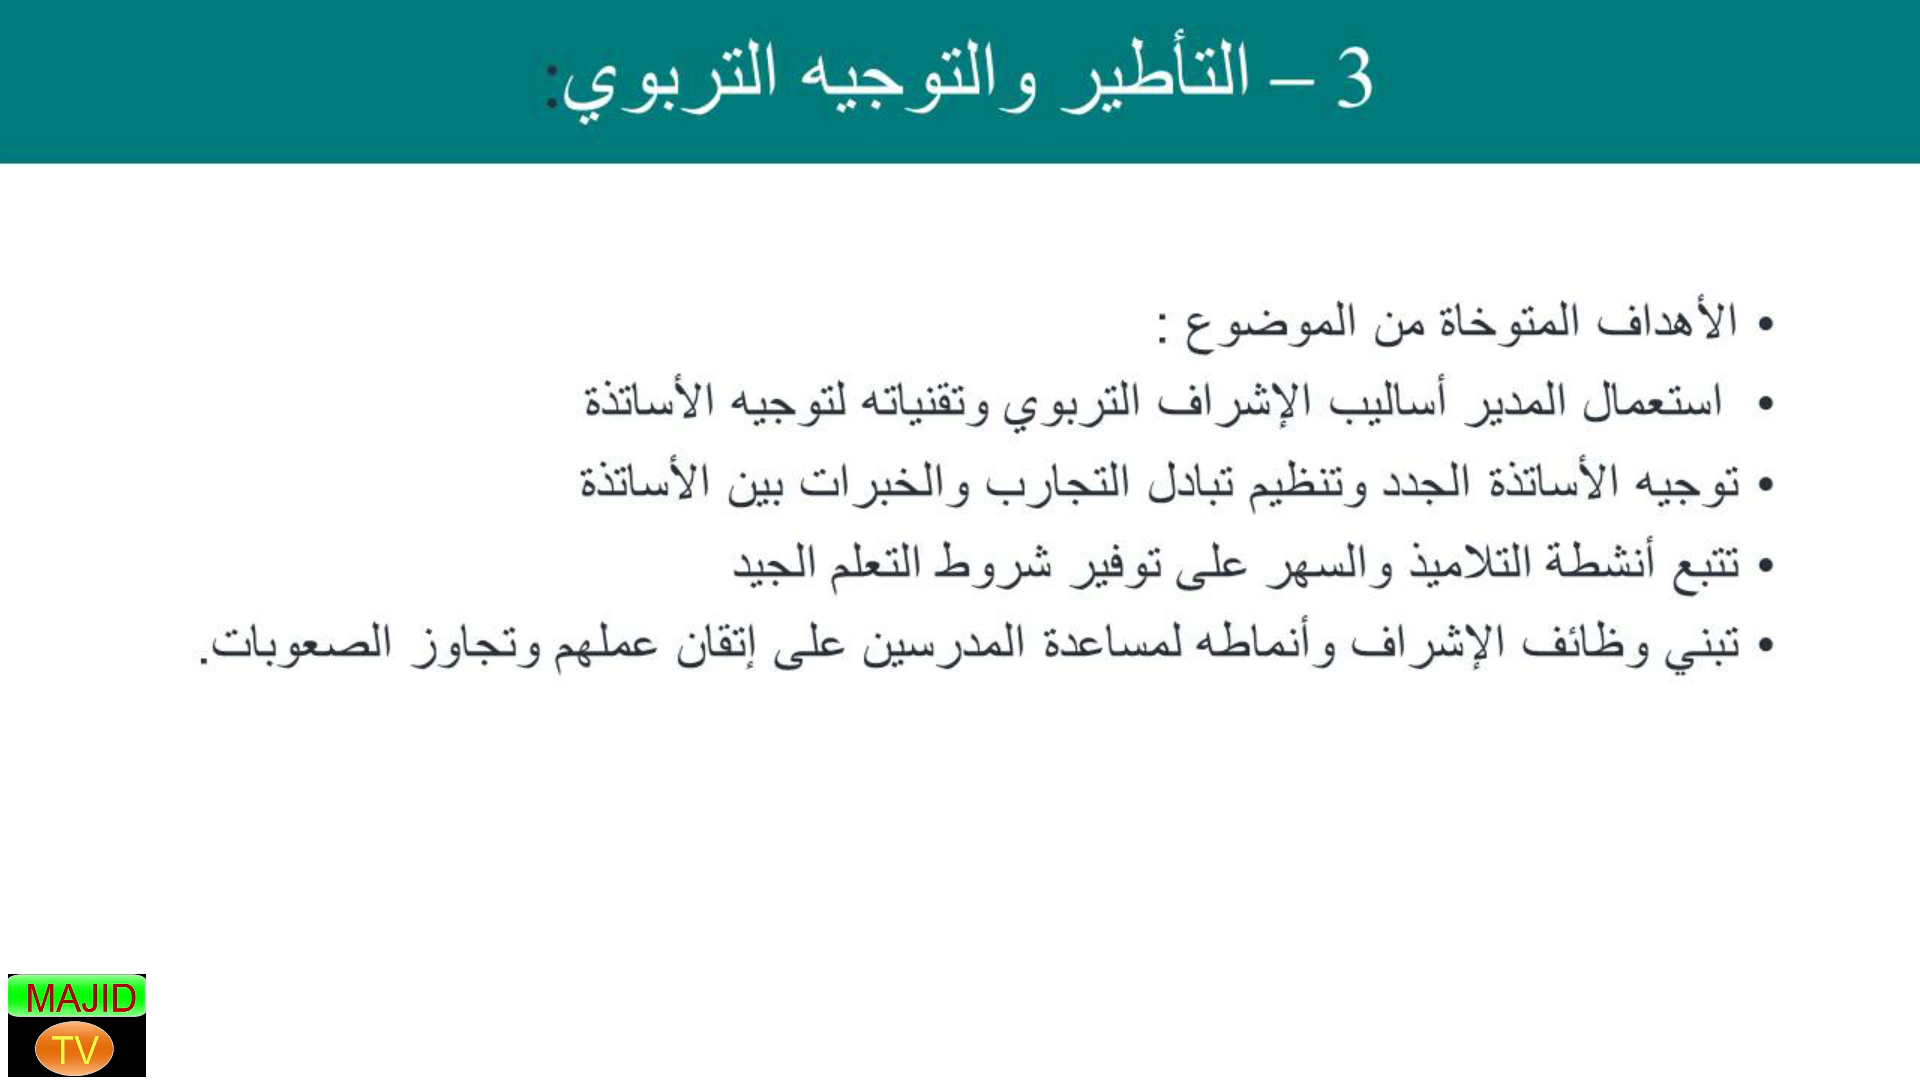 3 – التأطير والتوجيه التربوي:
• الأهداف المتوخاة من الموضوع :
• استعمال المدير أساليب الإشراف التربوي وتقنياته لتوجيه الأساتذة
• توجيه الأساتذة الجدد وتنظيم تبادل التجارب والخبرات بين الأساتذة
• تتبع أنشطة التلاميذ والسهر على توفير شروط التعلم الجيد
• تبني وظائف الإشراف وأنماطه لمساعدة المدرسين على إتقان عملهم وتجاوز الصعوبات.
MAJID
TV